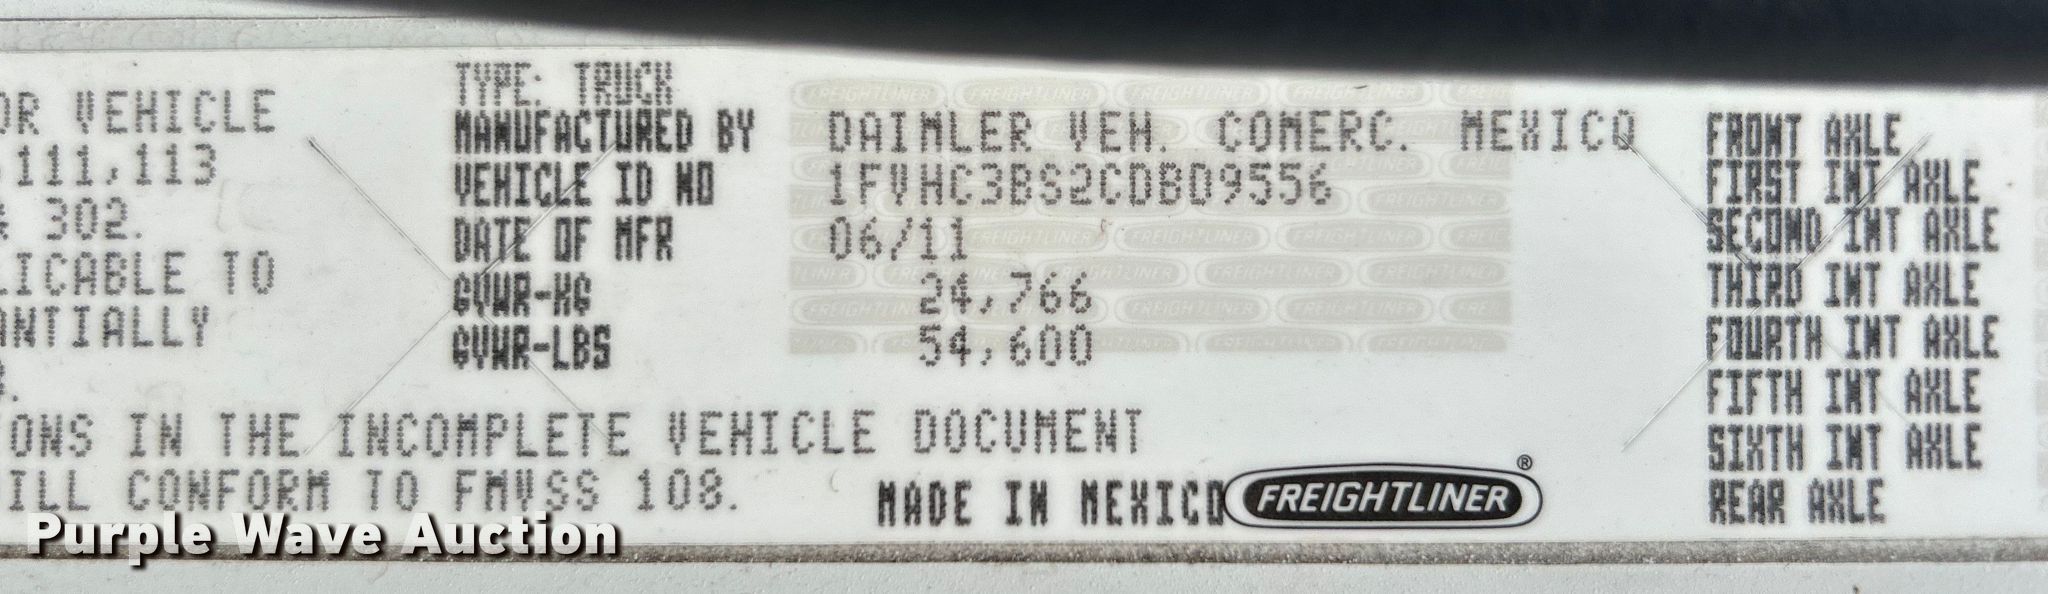 OR VEHICLE
111,113
302.
LICABLE TO
ANTIALLY
TYPE: TRUCK
MANUFACTURED BY DAIMLER VEH. COMERC. MEXICO
VEHICLE ID NO 1FVHC3BS2CDBD9556
DATE OF MFR 06/11
GVWR-KG 24,766
GVWR-LBS 54,600
ONS IN THE INCOMPLETE VEHICLE DOCUMENT
ILL CONFORM TO FMVSS 108.
MADE IN MEXICO FREIGHTLINER®
FRONT AXLE
FIRST INT AXLE
SECOND INT AXLE
THIRD INT AXLE
FOURTH INT AXLE
FIFTH INT AXLE
SIXTH INT AXLE
REAR AXLE
Purple Wave Auction